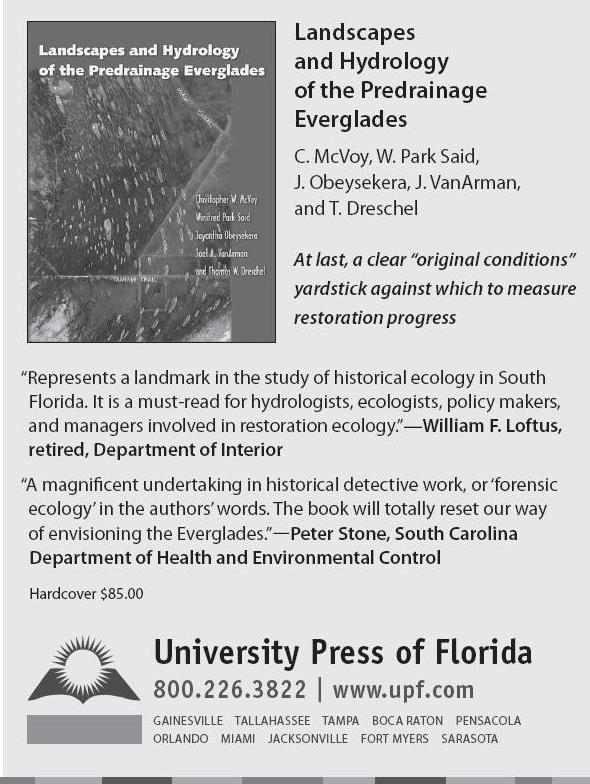 Landscapes and Hydrology
of the Predrainage Everglades
MIAMI CANAL
Christopher W. McVoy
Winifred Park Said
Jayantha Obeysekera
Joel A. VanArman
and Thomas W. Dreschel
TAMIAMI TRAIL
Landscapes
and Hydrology
of the Predrainage
Everglades
C. McVoy, W. Park Said,
J. Obeysekera, J. VanArman,
and T. Dreschel
At last, a clear “original conditions”
yardstick against which to measure
restoration progress
“Represents a landmark in the study of historical ecology in South
Florida. It is a must-read for hydrologists, ecologists, policy makers,
and managers involved in restoration ecology.”—William F. Loftus,
retired, Department of Interior
“A magnificent undertaking in historical detective work, or ‘forensic
ecology’ in the authors’ words. The book will totally reset our way
of envisioning the Everglades.”—Peter Stone, South Carolina
Department of Health and Environmental Control
Hardcover $85.00
University Press of Florida
800.226.3822 | www.upf.com
GAINESVILLE TALLAHASSEE TAMPA BOCA RATON PENSACOLA
ORLANDO MIAMI JACKSONVILLE FORT MYERS SARASOTA